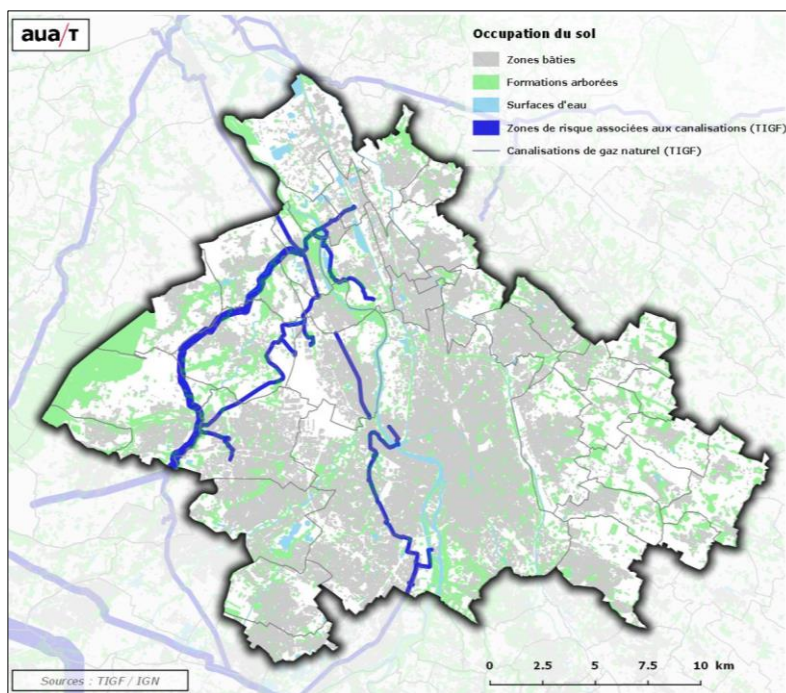 aua/T
Occupation du sol
Zones bâties
Formations arborées
Surfaces d'eau
Zones de risque associées aux canalisations (TIGF)
Canalisations de gaz naturel (TIGF)
0 2.5 5 7.5 10 km
Sources : TIGF / IGN